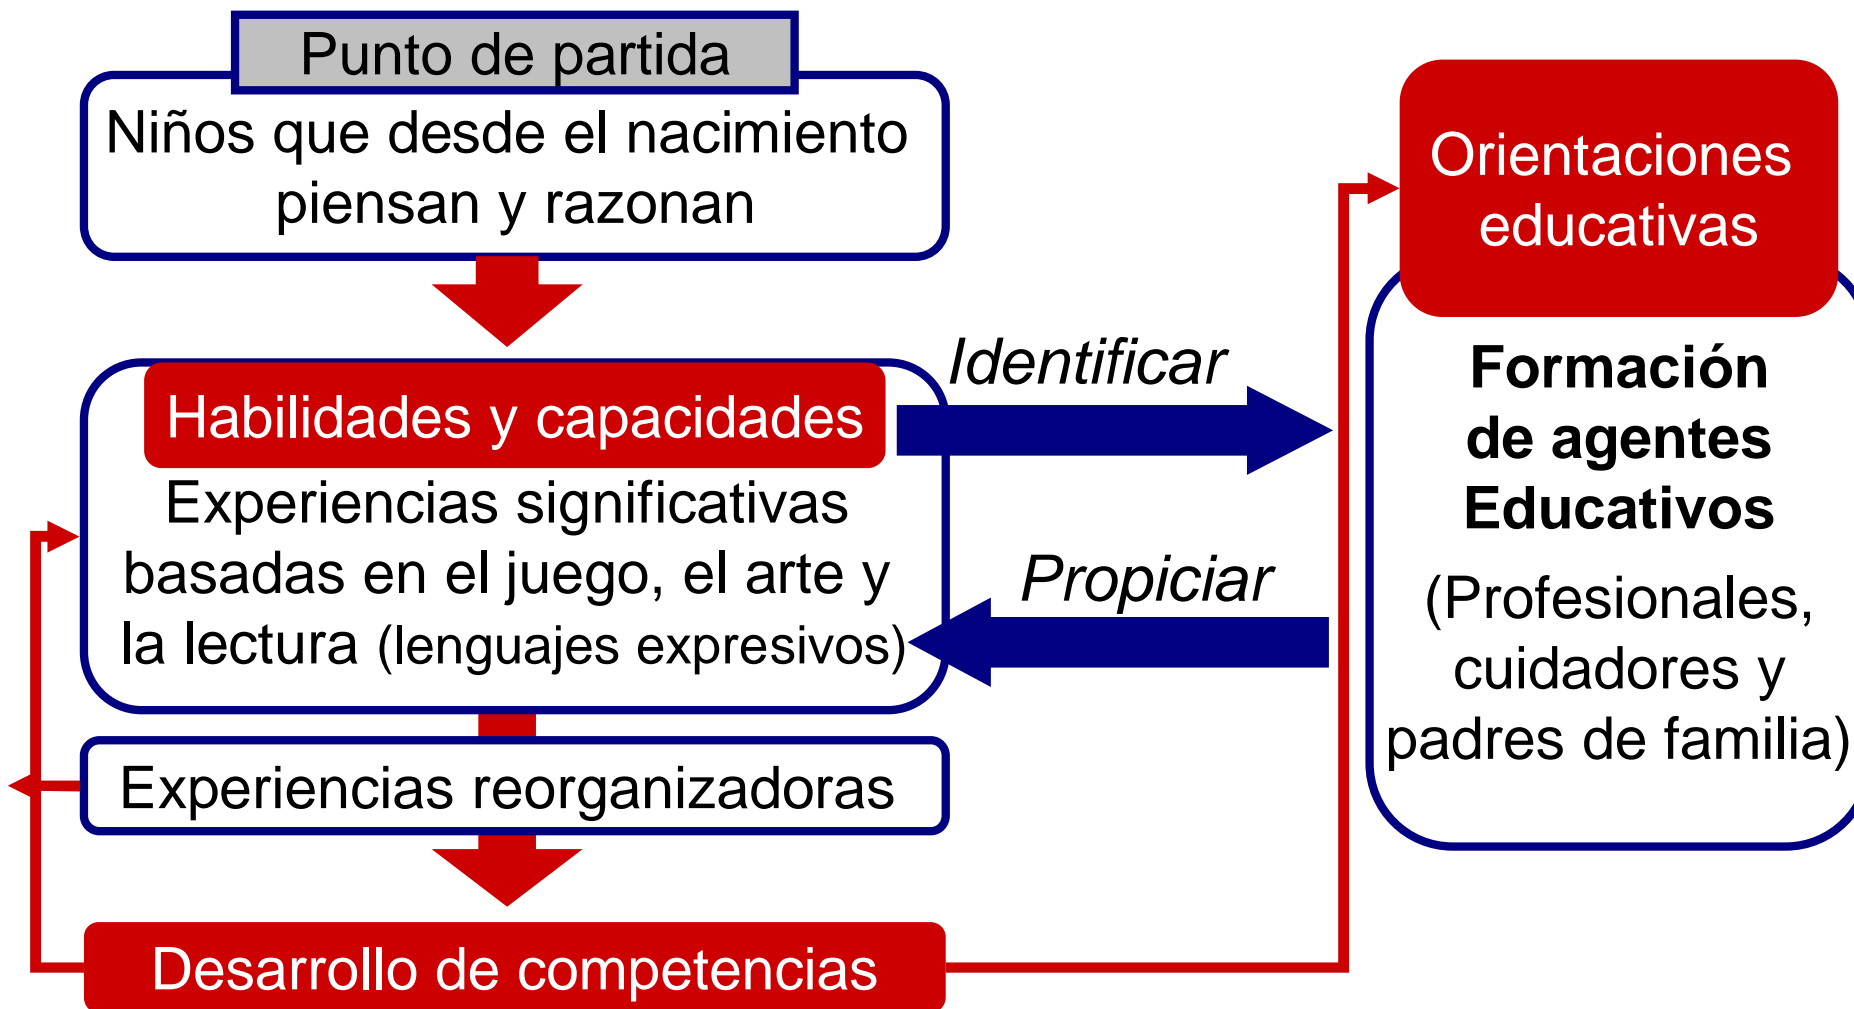 Punto de partida
Niños que desde el nacimiento
piensan y razonan
Habilidades y capacidades
Experiencias significativas
basadas en el juego, el arte y
la lectura (lenguajes expresivos)
Experiencias reorganizadoras
Desarrollo de competencias
Identificar
Propiciar
Orientaciones
educativas
Formación
de agentes
Educativos
(Profesionales,
cuidadores y
padres de familia)